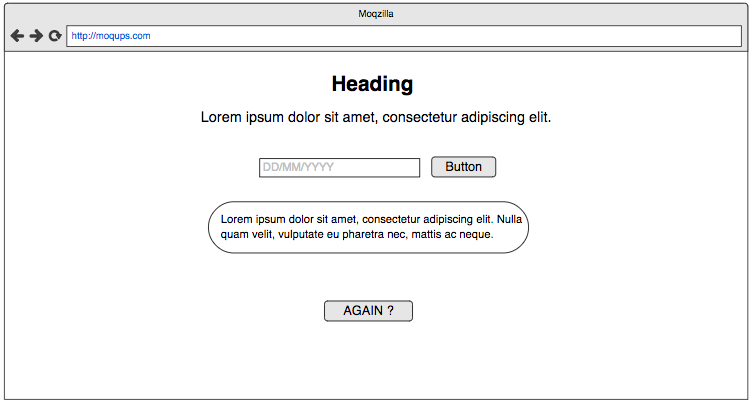 Moqzilla
http://moqups.com
Heading
Lorem ipsum dolor sit amet, consectetur adipiscing elit.
DD/MM/YYYY
Button
Lorem ipsum dolor sit amet, consectetur adipiscing elit. Nulla
quam velit, vulputate eu pharetra nec, mattis ac neque.
AGAIN ?